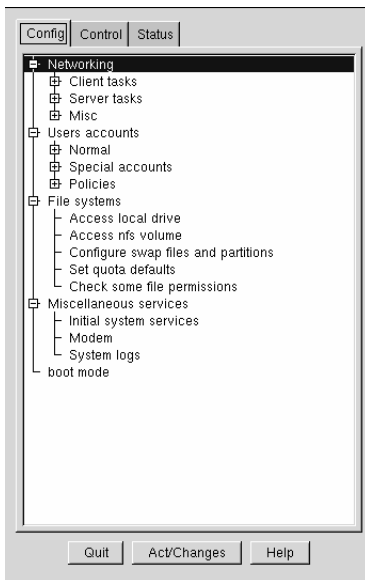 Config Control Status
Networking
Client tasks
Server tasks
Misc
Users accounts
Normal
Special accounts
Policies
File systems
Access local drive
Access nfs volume
Configure swap files and partitions
Set quota defaults
Check some file permissions
Miscellaneous services
Initial system services
Modem
System logs
boot mode
Quit Act/Changes Help